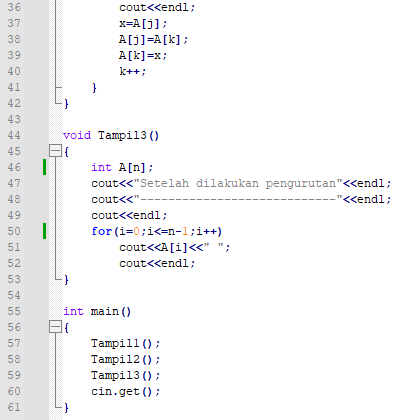 36 cout<<endl;
37 x=A[j];
38 A[j]=A[k];
39 A[k]=x;
40 k++;
41 }
42 }
43
44 void Tampil3()
45 {
46 int A[n];
47 cout<<"Setelah dilakukan pengurutan"<<endl;
48 cout<<"----------------------------"<<endl;
49 cout<<endl;
50 for(i=0;i<=n-1;i++)
51 cout<<A[i]<<" ";
52 cout<<endl;
53 }
54
55 int main()
56 {
57 Tampil1();
58 Tampil2();
59 Tampil3();
60 cin.get();
61 }